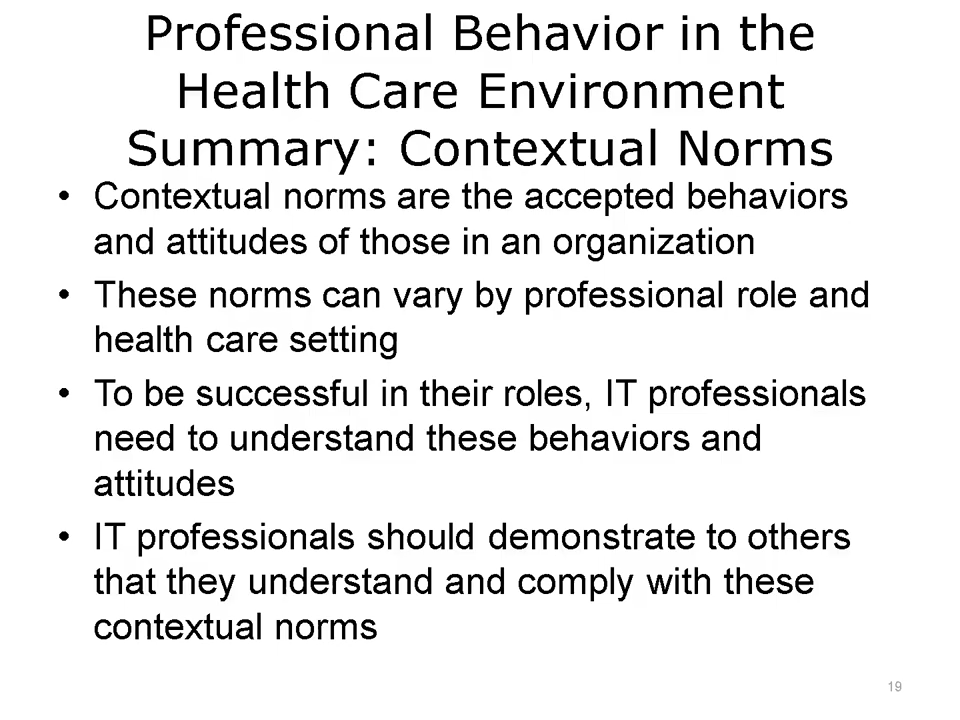 Professional Behavior in the
Health Care Environment
Summary: Contextual Norms
• Contextual norms are the accepted behaviors
and attitudes of those in an organization
• These norms can vary by professional role and
health care setting
• To be successful in their roles, IT professionals
need to understand these behaviors and
attitudes
• IT professionals should demonstrate to others
that they understand and comply with these
contextual norms
19